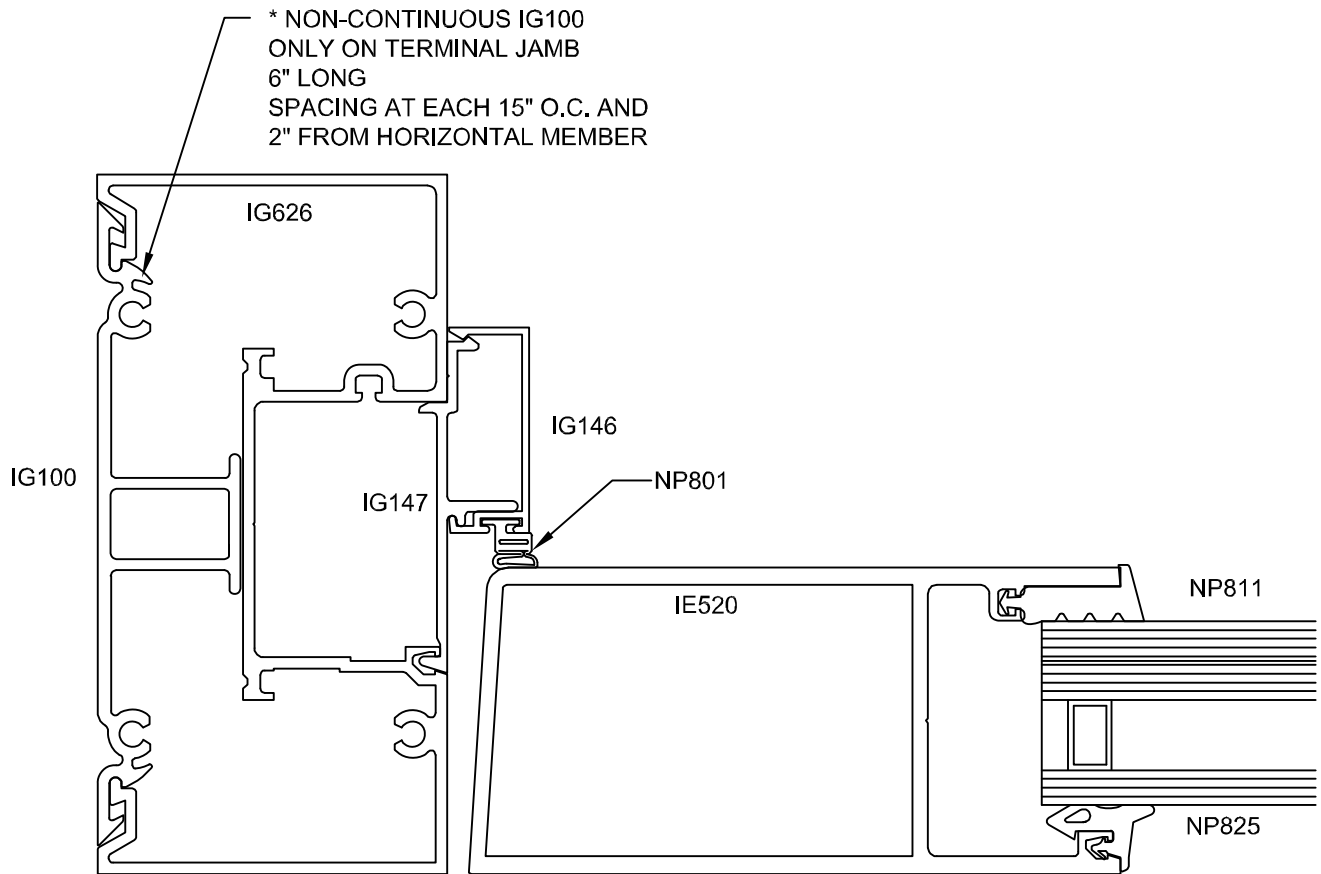 * NON-CONTINUOUS IG100
ONLY ON TERMINAL JAMB
6" LONG
SPACING AT EACH 15" O.C. AND
2" FROM HORIZONTAL MEMBER
IG626
IG146
IG100
NP801
IG147
IE520
NP811
NP825